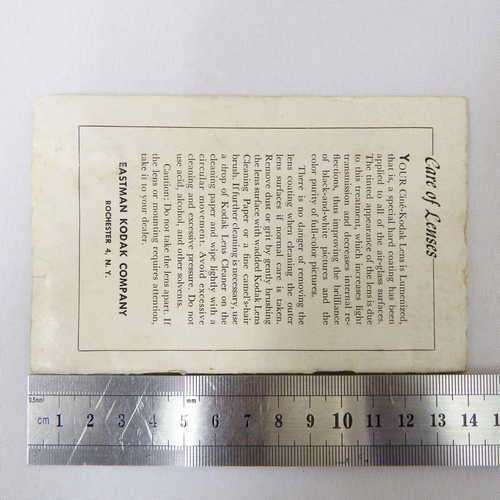 Care of Lenses
YOUR Ciné-Kodak Lens is Lumenized,
that is, a special hard coating has been
applied to all of the air-glass surfaces.
The tinted appearance of the lens is due
to this treatment, which increases light
transmission and decreases internal re-
flections, thus improving the brilliance
of black-and-white pictures and the
color purity of full-color pictures.
There is no danger of removing the
lens coating when cleaning the outer
lens surfaces if normal care is taken.
Remove dust or grit by gently brushing
the lens surface with wadded Kodak Lens
Cleaning Paper or a fine camel's-hair
brush. If further cleaning is necessary, use
a drop of Kodak Lens Cleaner on the
cleaning paper and wipe lightly with a
circular movement. Avoid excessive
cleaning and excessive pressure. Do not
use acid, alcohol, and other solvents.
Caution: Do not take the lens apart. If
the lens or mounting requires attention,
take it to your dealer.
EASTMAN KODAK COMPANY
ROCHESTER 4, N. Y.
0.5mm
cm 1 2 3 4 5 mm 6 7 8 9 10 11 12 13 14 1